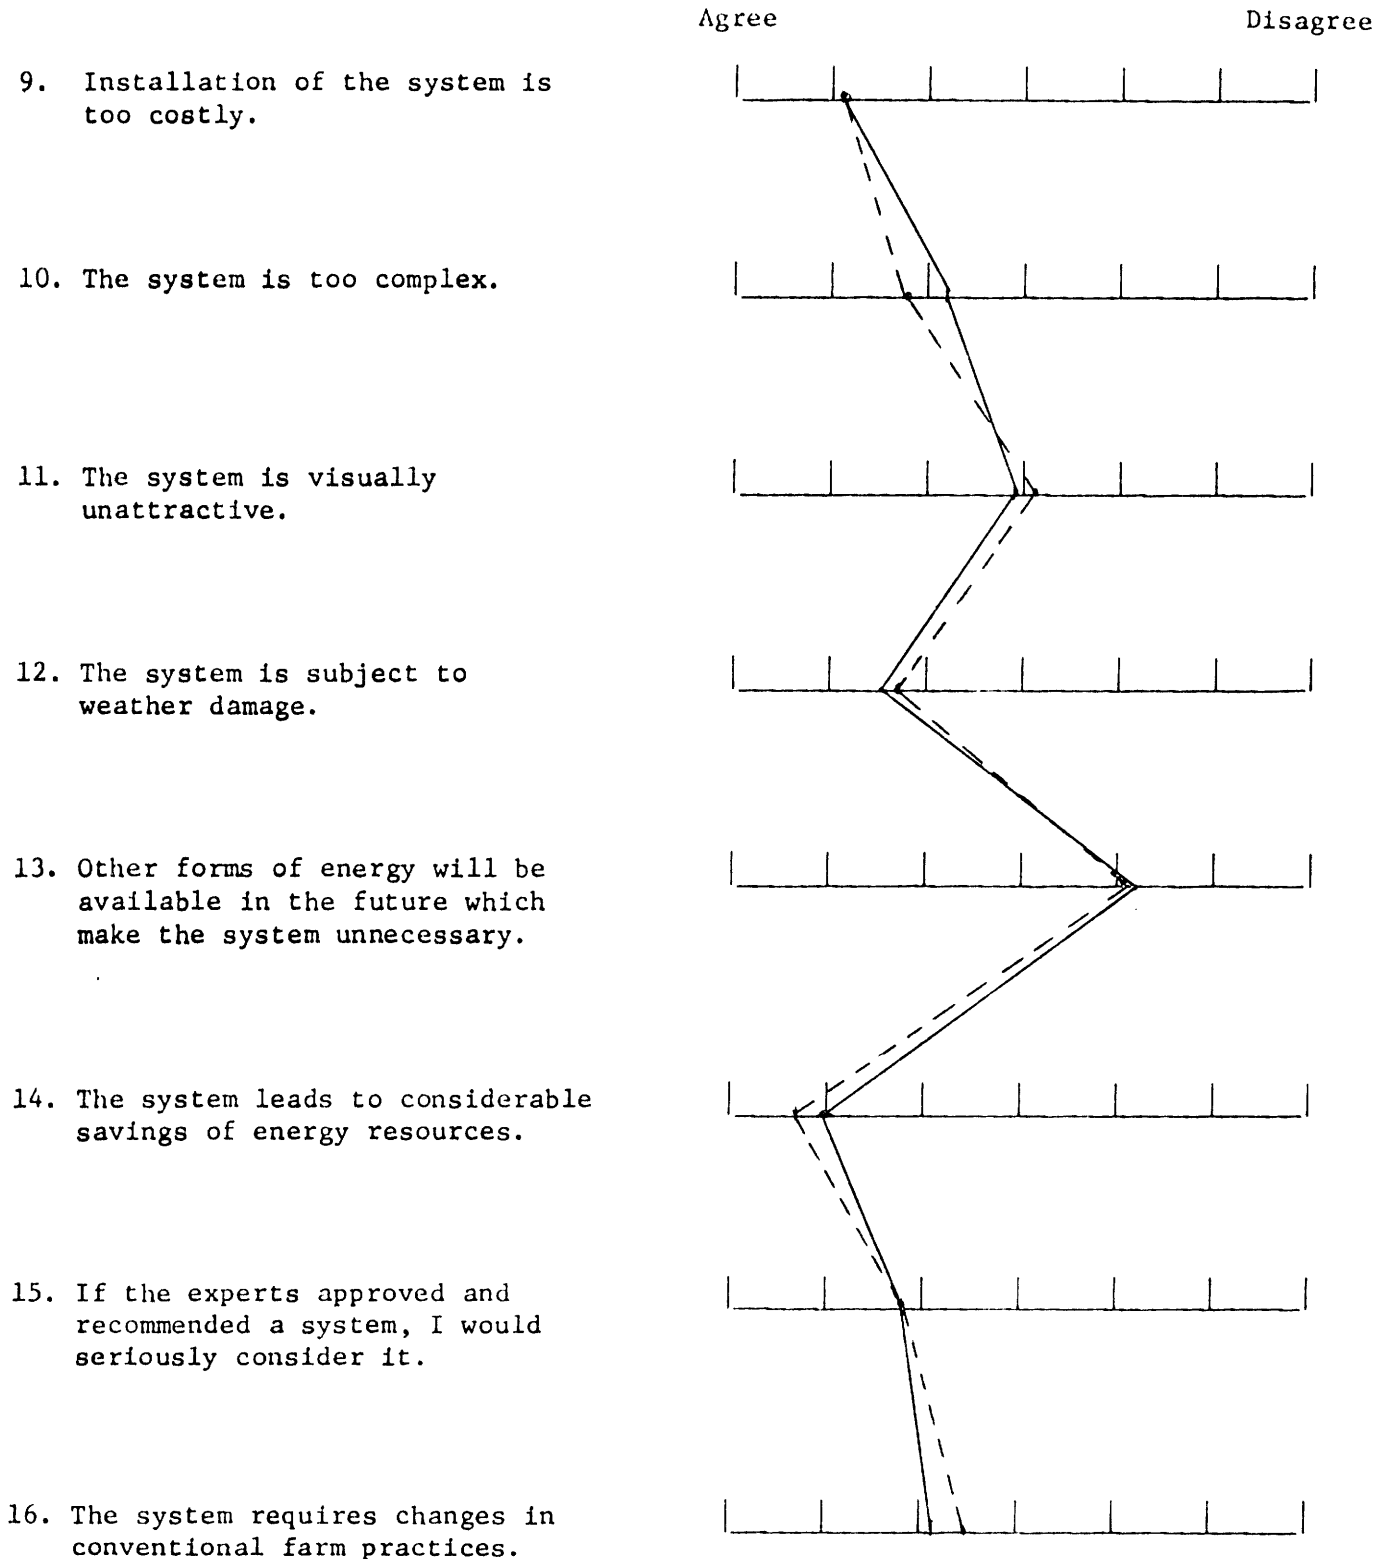 Agree Disagree
9. Installation of the system is
too costly.
10. The system is too complex.
11. The system is visually
unattractive.
12. The system is subject to
weather damage.
13. Other forms of energy will be
available in the future which
make the system unnecessary.
14. The system leads to considerable
savings of energy resources.
15. If the experts approved and
recommended a system, I would
seriously consider it.
16. The system requires changes in
conventional farm practices.